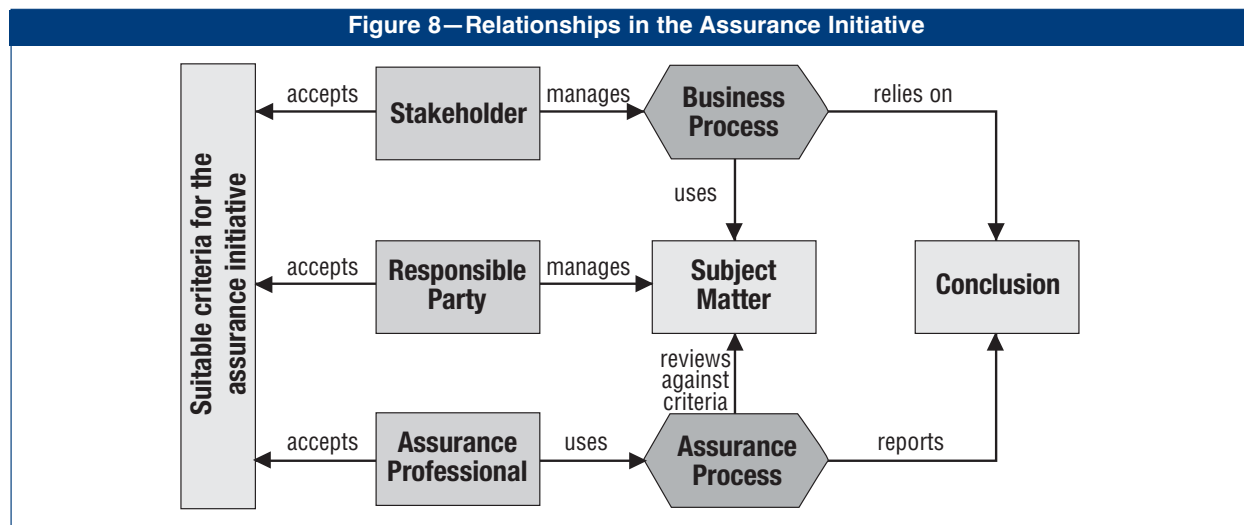 Figure 8—Relationships in the Assurance Initiative
Suitable criteria for the
assurance initiative
accepts
Stakeholder
manages
Business
Process
relies on
uses
accepts
Responsible
Party
manages
Subject
Matter
Conclusion
reviews
against
criteria
accepts
Assurance
Professional
uses
Assurance
Process
reports